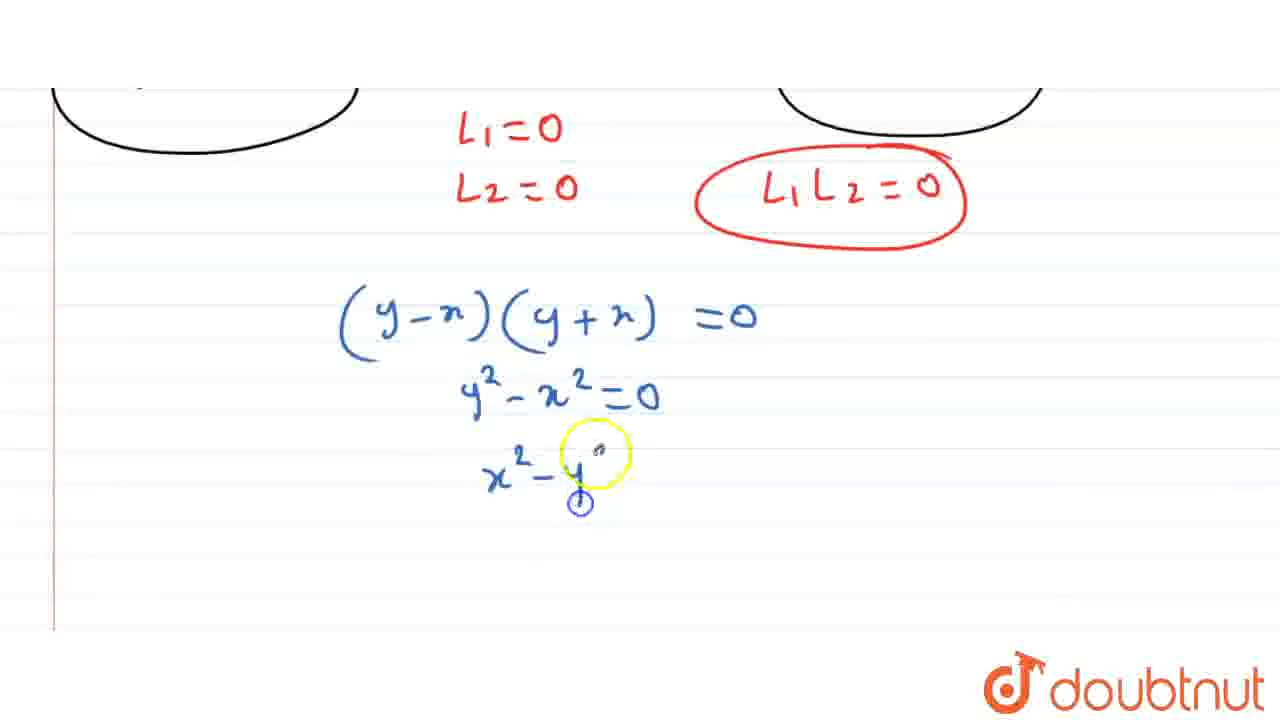 L1 = 0
L2 = 0
L1 L2 = 0
(y - x)(y + x) = 0
y² - x² = 0
x² - y
doubtnut